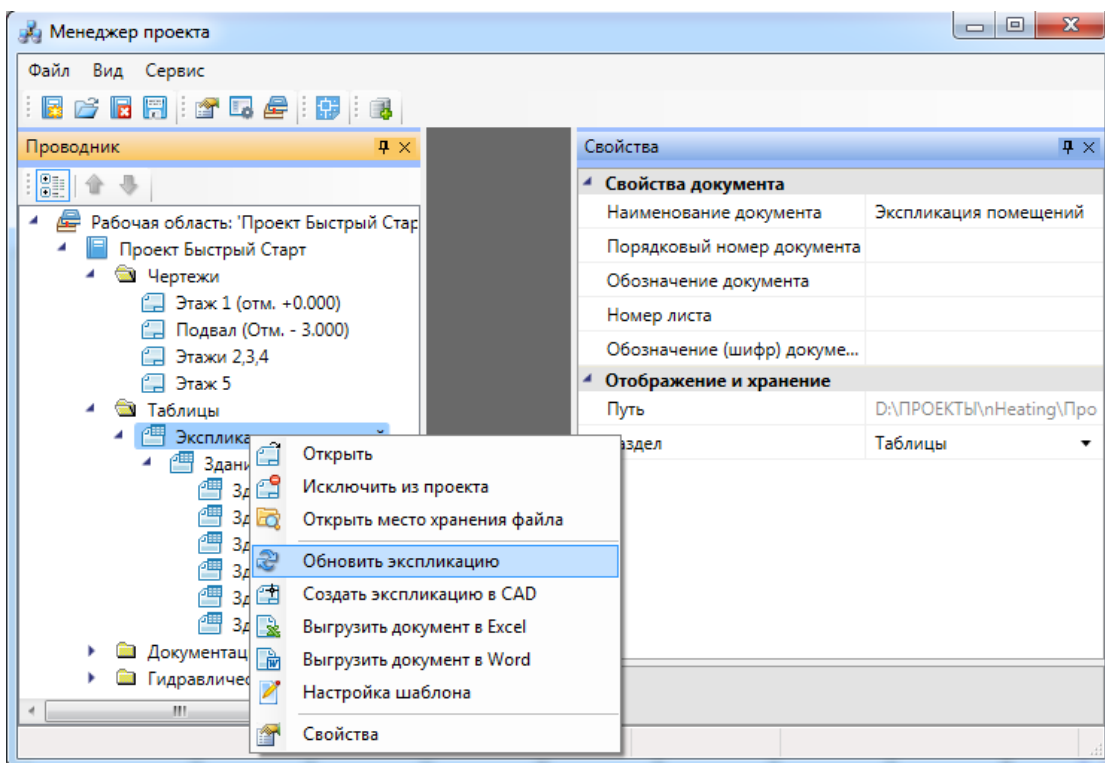 Менеджер проекта
Файл Вид Сервис
Проводник
Рабочая область: 'Проект Быстрый Стар
Проект Быстрый Старт
Чертежи
Этаж 1 (отм. +0.000)
Подвал (Отм. - 3.000)
Этажи 2,3,4
Этаж 5
Таблицы
Экспликa
Здани
Зд
Зд
Зд
Зд
Зд
Зд
Документац
Гидравличес
Открыть
Исключить из проекта
Открыть место хранения файла
Обновить экспликацию
Создать экспликацию в CAD
Выгрузить документ в Excel
Выгрузить документ в Word
Настройка шаблона
Свойства
Свойства
Свойства документа
Наименование документа Экспликация помещений
Порядковый номер документа
Обозначение документа
Номер листа
Обозначение (шифр) докуме...
Отображение и хранение
Путь D:\ПРОЕКТЫ\nHeating\Про
аздел Таблицы